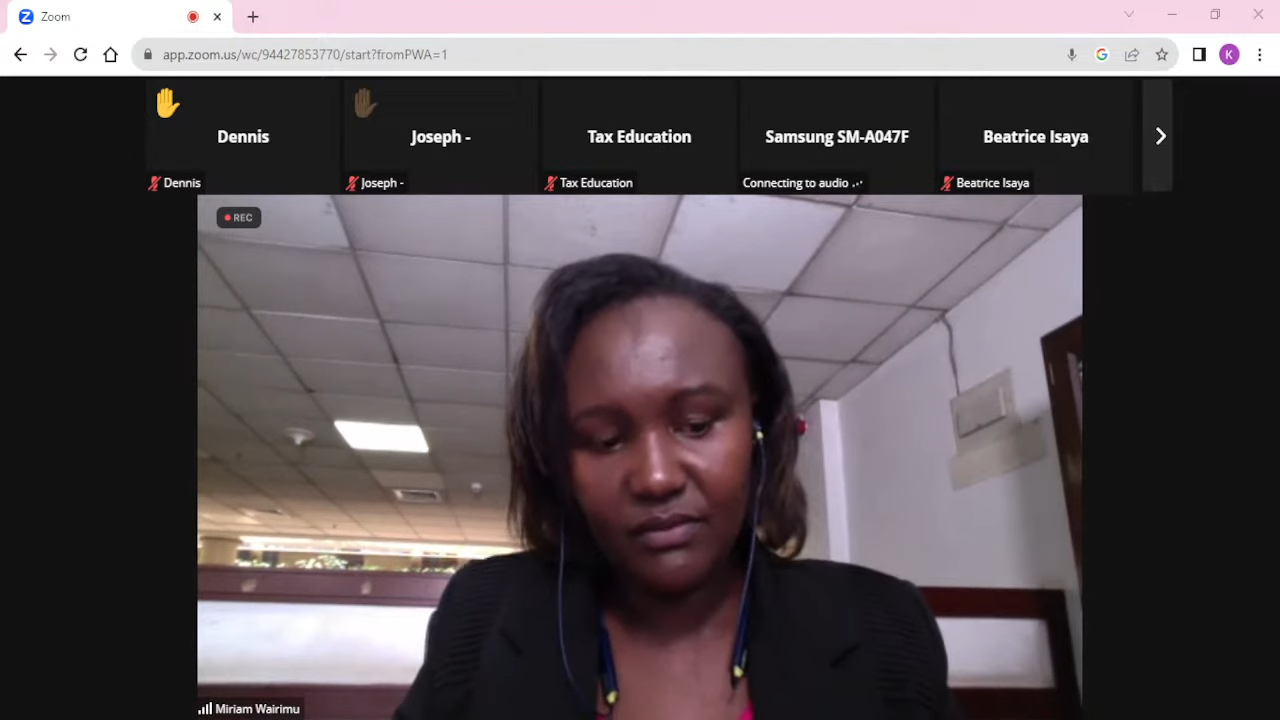 Zoom
app.zoom.us/wc/94427853770/start?fromPWA=1
K
Dennis
Joseph -
Tax Education
Samsung SM-A047F
Beatrice Isaya
Dennis
Joseph -
Tax Education
Connecting to audio
Beatrice Isaya
REC
Miriam Wairimu